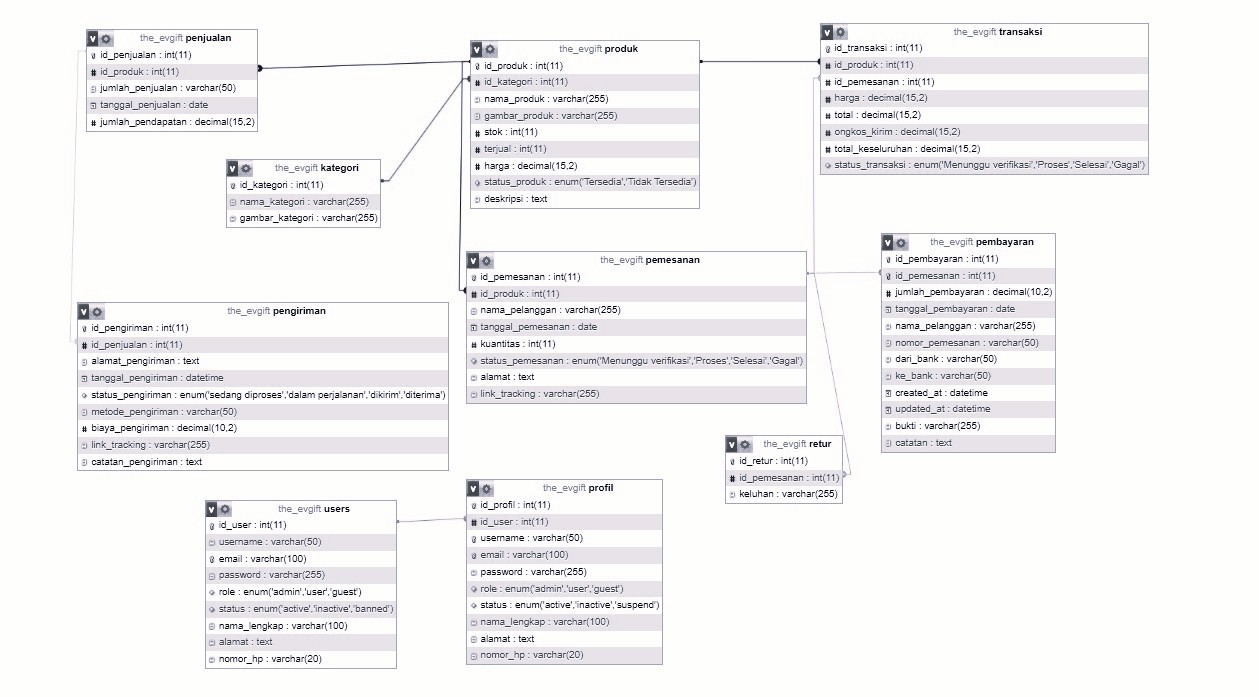 the_evgift penjualan
id_penjualan : int(11)
id_produk : int(11)
jumlah_penjualan : varchar(50)
tanggal_penjualan : date
jumlah_pendapatan : decimal(15,2)
the_evgift kategori
id_kategori : int(11)
nama_kategori : varchar(255)
gambar_kategori : varchar(255)
the_evgift produk
id_produk : int(11)
id_kategori : int(11)
nama_produk : varchar(255)
gambar_produk : varchar(255)
stok : int(11)
terjual : int(11)
harga : decimal(15,2)
status_produk : enum('Tersedia','Tidak Tersedia')
deskripsi : text
the_evgift transaksi
id_transaksi : int(11)
id_produk : int(11)
id_pemesanan : int(11)
harga : decimal(15,2)
total : decimal(15,2)
ongkos_kirim : decimal(15,2)
total_keseluruhan : decimal(15,2)
status_transaksi : enum('Menunggu verifikasi','Proses','Selesai','Gagal')
the_evgift pengiriman
id_pengiriman : int(11)
id_penjualan : int(11)
alamat_pengiriman : text
tanggal_pengiriman : datetime
status_pengiriman : enum('sedang diproses','dalam perjalanan','dikirim','diterima')
metode_pengiriman : varchar(50)
biaya_pengiriman : decimal(10,2)
link_tracking : varchar(255)
catatan_pengiriman : text
the_evgift pemesanan
id_pemesanan : int(11)
id_produk : int(11)
nama_pelanggan : varchar(255)
tanggal_pemesanan : date
kuantitas : int(11)
status_pemesanan : enum('Menunggu verifikasi','Proses','Selesai','Gagal')
alamat : text
link_tracking : varchar(255)
the_evgift pembayaran
id_pembayaran : int(11)
id_pemesanan : int(11)
jumlah_pembayaran : decimal(10,2)
tanggal_pembayaran : date
nama_pelanggan : varchar(255)
nomor_pemesanan : varchar(50)
dari_bank : varchar(50)
ke_bank : varchar(50)
created_at : datetime
updated_at : datetime
bukti : varchar(255)
catatan : text
the_evgift retur
id_retur : int(11)
id_pemesanan : int(11)
keluhan : varchar(255)
the_evgift users
id_user : int(11)
username : varchar(50)
email : varchar(100)
password : varchar(255)
role : enum('admin','user','guest')
status : enum('active','inactive','banned')
nama_lengkap : varchar(100)
alamat : text
nomor_hp : varchar(20)
the_evgift profil
id_profil : int(11)
id_user : int(11)
username : varchar(50)
email : varchar(100)
password : varchar(255)
role : enum('admin','user','guest')
status : enum('active','inactive','suspend')
nama_lengkap : varchar(100)
alamat : text
nomor_hp : varchar(20)